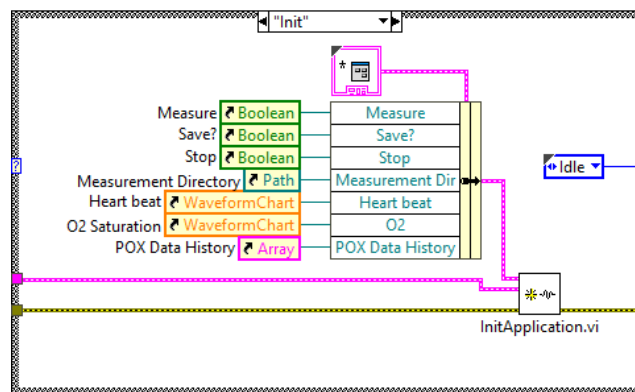 "Init"
*
Measure Boolean Measure
Save? Boolean Save?
Stop Boolean Stop
Measurement Directory Path Measurement Dir
Heart beat WaveformChart Heart beat
O2 Saturation WaveformChart O2
POX Data History Array POX Data History
?
Idle
InitApplication.vi